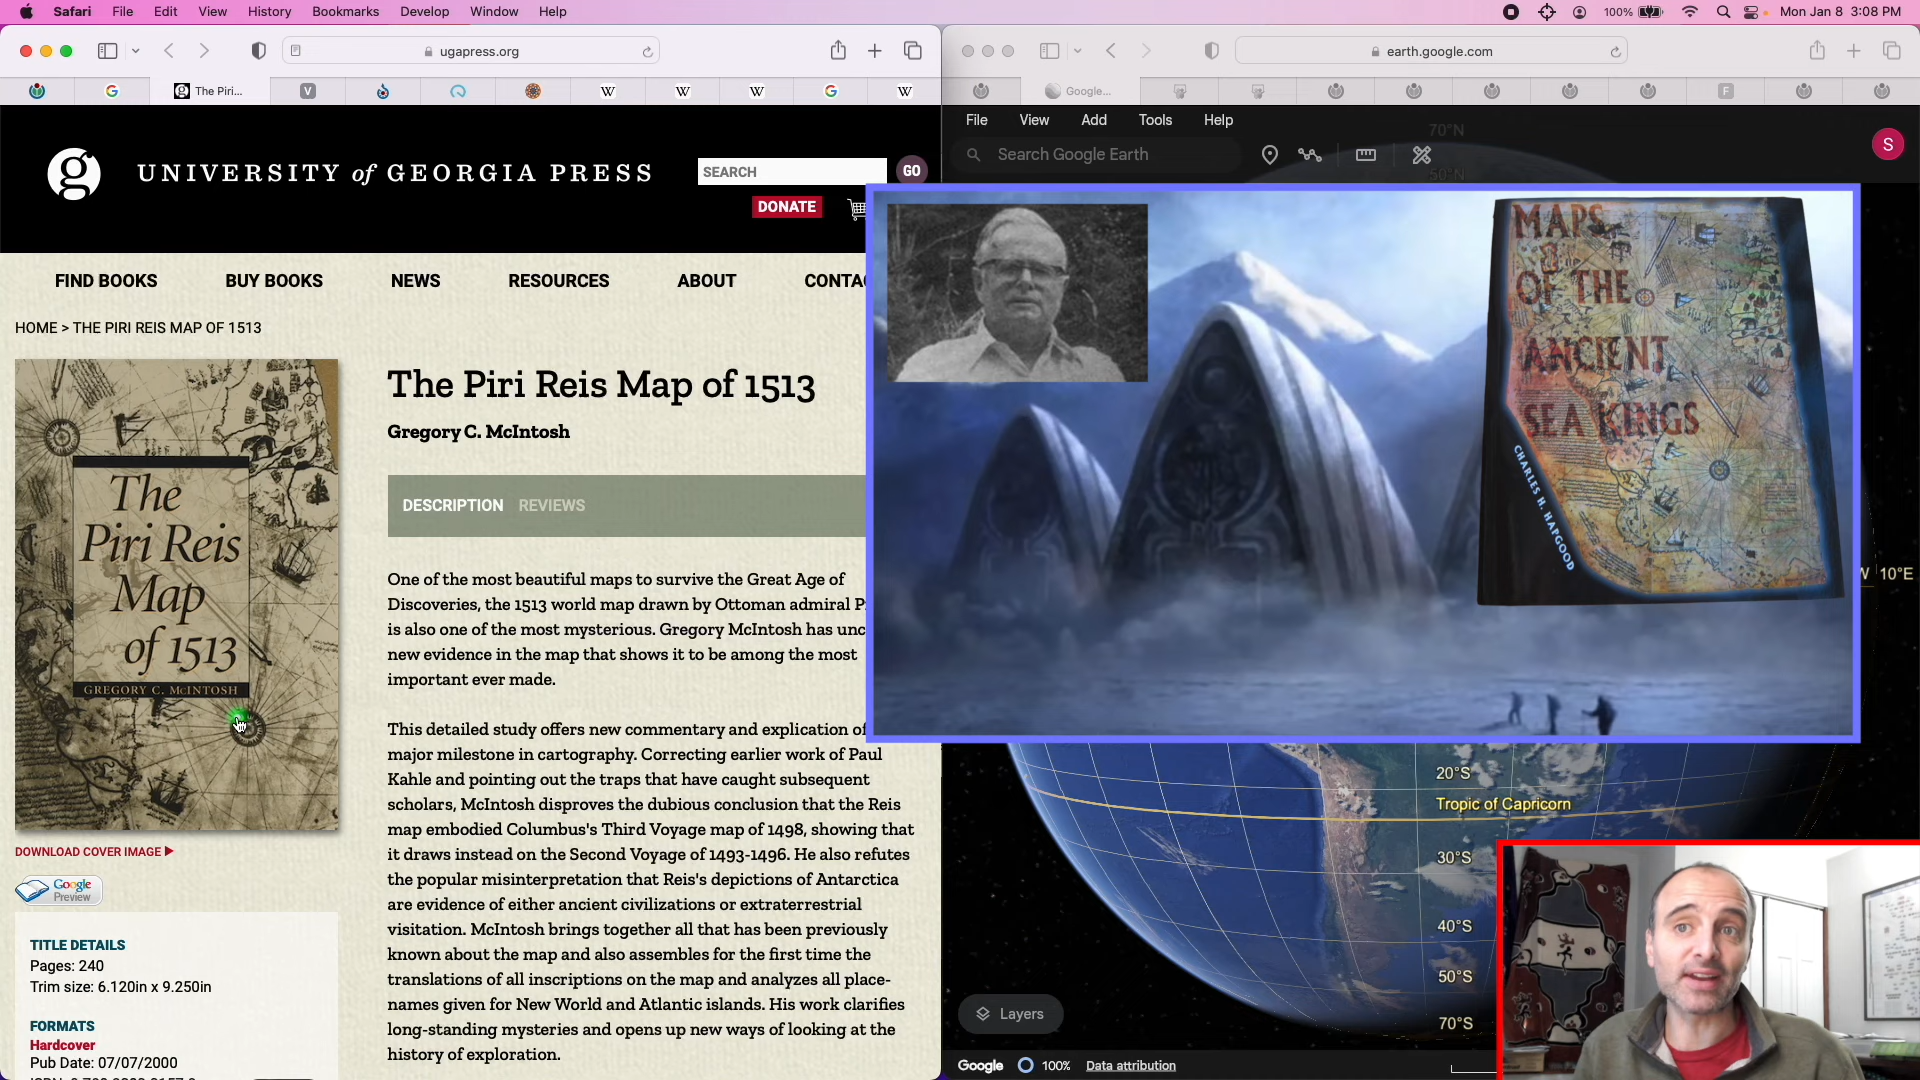 Safari File Edit View History Bookmarks Develop Window Help
100% Mon Jan 8 3:08 PM
ugapress.org
The Piri...
UNIVERSITY of GEORGIA PRESS
SEARCH GO
DONATE
FIND BOOKS BUY BOOKS NEWS RESOURCES ABOUT CONTAC
HOME > THE PIRI REIS MAP OF 1513
The
Piri Reis
Map
of 1513
GREGORY C. McINTOSH
DOWNLOAD COVER IMAGE
Google
Preview
TITLE DETAILS
Pages: 240
Trim size: 6.120in x 9.250in
FORMATS
Hardcover
Pub Date: 07/07/2000
The Piri Reis Map of 1513
Gregory C. McIntosh
DESCRIPTION REVIEWS
One of the most beautiful maps to survive the Great Age of
Discoveries, the 1513 world map drawn by Ottoman admiral P
is also one of the most mysterious. Gregory McIntosh has unc
new evidence in the map that shows it to be among the most
important ever made.
This detailed study offers new commentary and explication of
major milestone in cartography. Correcting earlier work of Paul
Kahle and pointing out the traps that have caught subsequent
scholars, McIntosh disproves the dubious conclusion that the Reis
map embodied Columbus's Third Voyage map of 1498, showing that
it draws instead on the Second Voyage of 1493-1496. He also refutes
the popular misinterpretation that Reis's depictions of Antarctica
are evidence of either ancient civilizations or extraterrestrial
visitation. McIntosh brings together all that has been previously
known about the map and also assembles for the first time the
translations of all inscriptions on the map and analyzes all place-
names given for New World and Atlantic islands. His work clarifies
long-standing mysteries and opens up new ways of looking at the
history of exploration.
earth.google.com
Google...
File View Add Tools Help
Search Google Earth
S
70°N
50°N
MAPS
OF THE
ANCIENT
SEA KINGS
CHARLES H. HAPGOOD
W 10°E
20°S
Tropic of Capricorn
30°S
40°S
50°S
70°S
Layers
Google 100% Data attribution